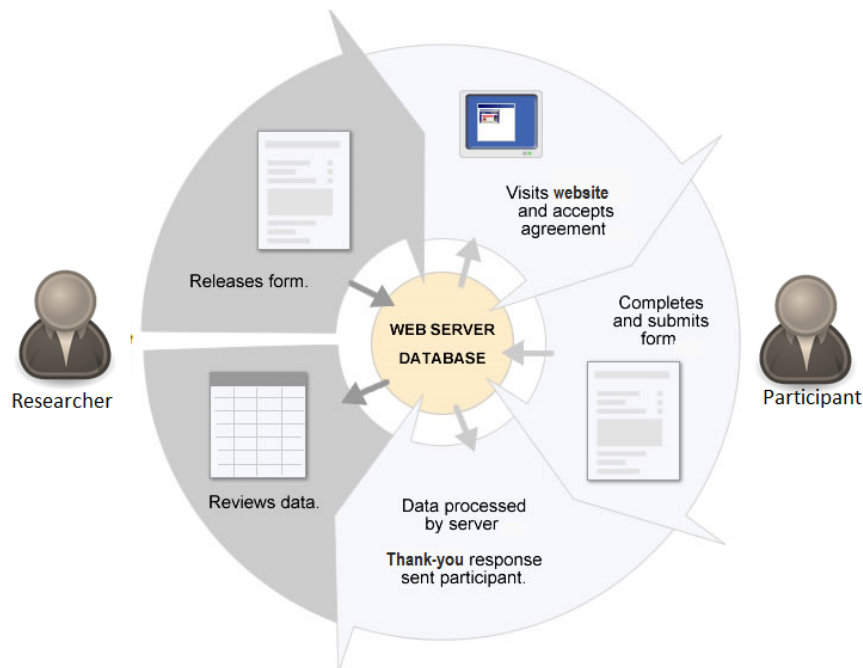 Visits website
and accepts
agreement
Releases form.
Completes
and submits
form
WEB SERVER
DATABASE
Researcher
Participant
Reviews data.
Data processed
by server
Thank-you response
sent participant.